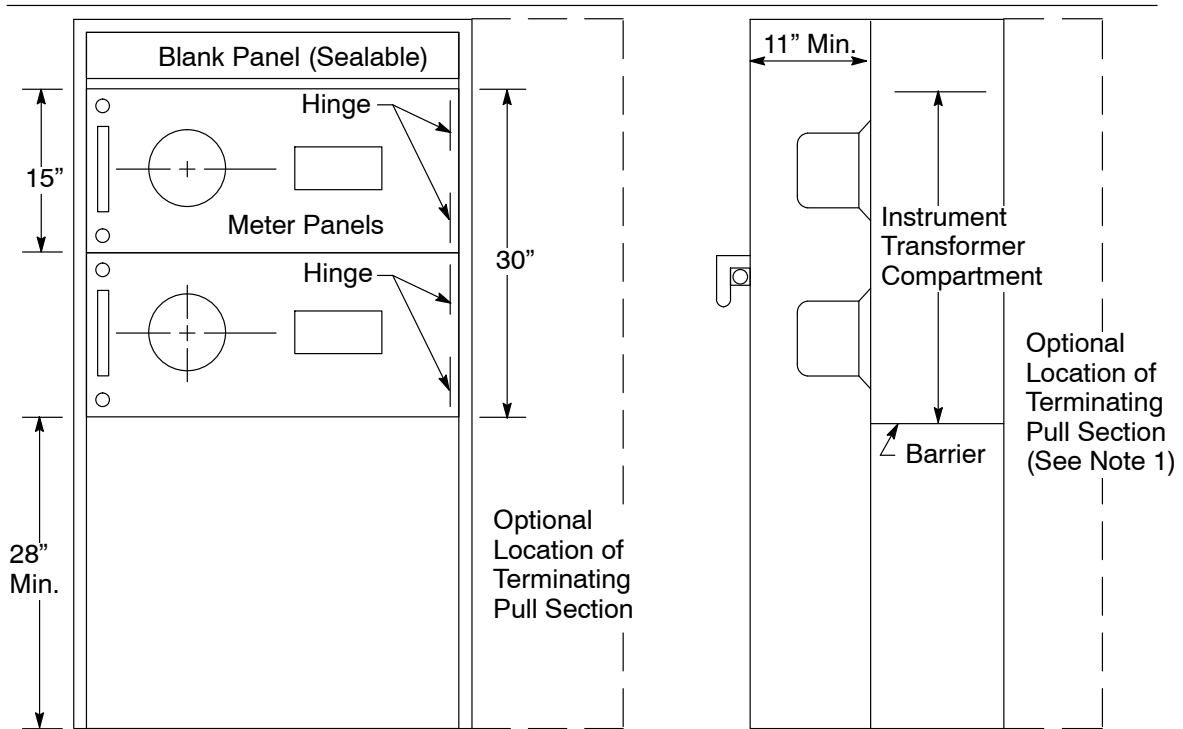 Blank Panel (Sealable)
Hinge
15”
Meter Panels
Hinge
30”
28”
Min.
Optional
Location of
Terminating
Pull Section
11” Min.
Instrument
Transformer
Compartment
Barrier
Optional
Location of
Terminating
Pull Section
(See Note 1)